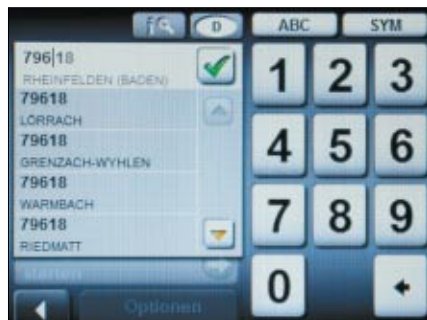 D ABC SYM
796|18
RHEINFELDEN (BADEN)
79618
LÖRRACH
79618
GRENZACH-WYHLEN
79618
WARMBACH
79618
RIEDMATT
starten
Optionen
1 2 3
4 5 6
7 8 9
0